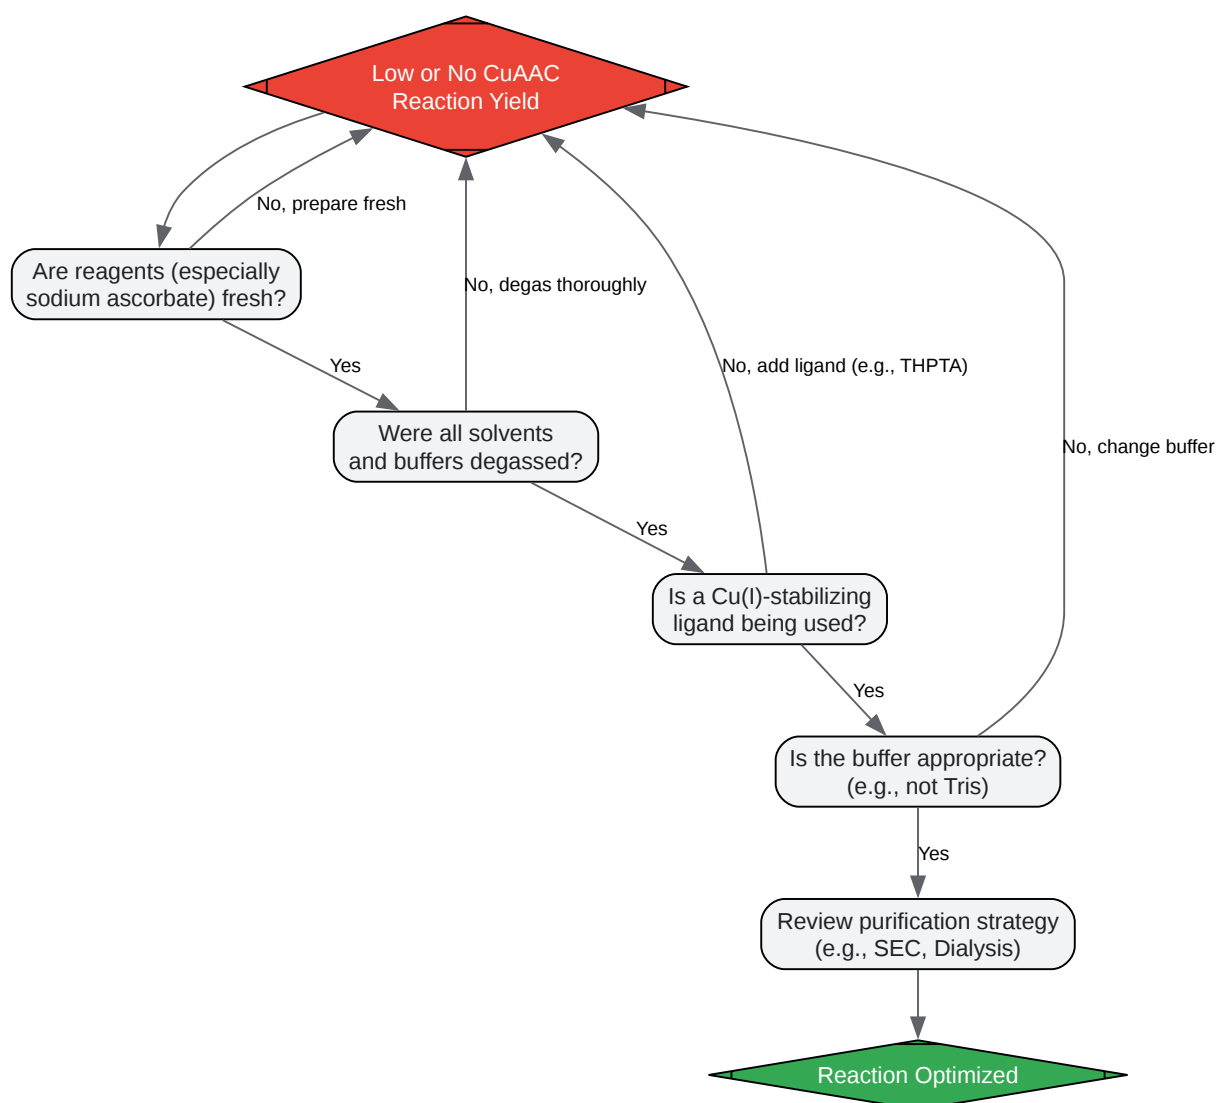 Low or No CuAAC
Reaction Yield
No, prepare fresh
Are reagents (especially
sodium ascorbate) fresh?
No, degas thoroughly
Yes
No, add ligand (e.g., THPTA)
Were all solvents
and buffers degassed?
No, change buffer
Yes
Is a Cu(I)-stabilizing
ligand being used?
Yes
Is the buffer appropriate?
(e.g., not Tris)
Yes
Review purification strategy
(e.g., SEC, Dialysis)
Reaction Optimized